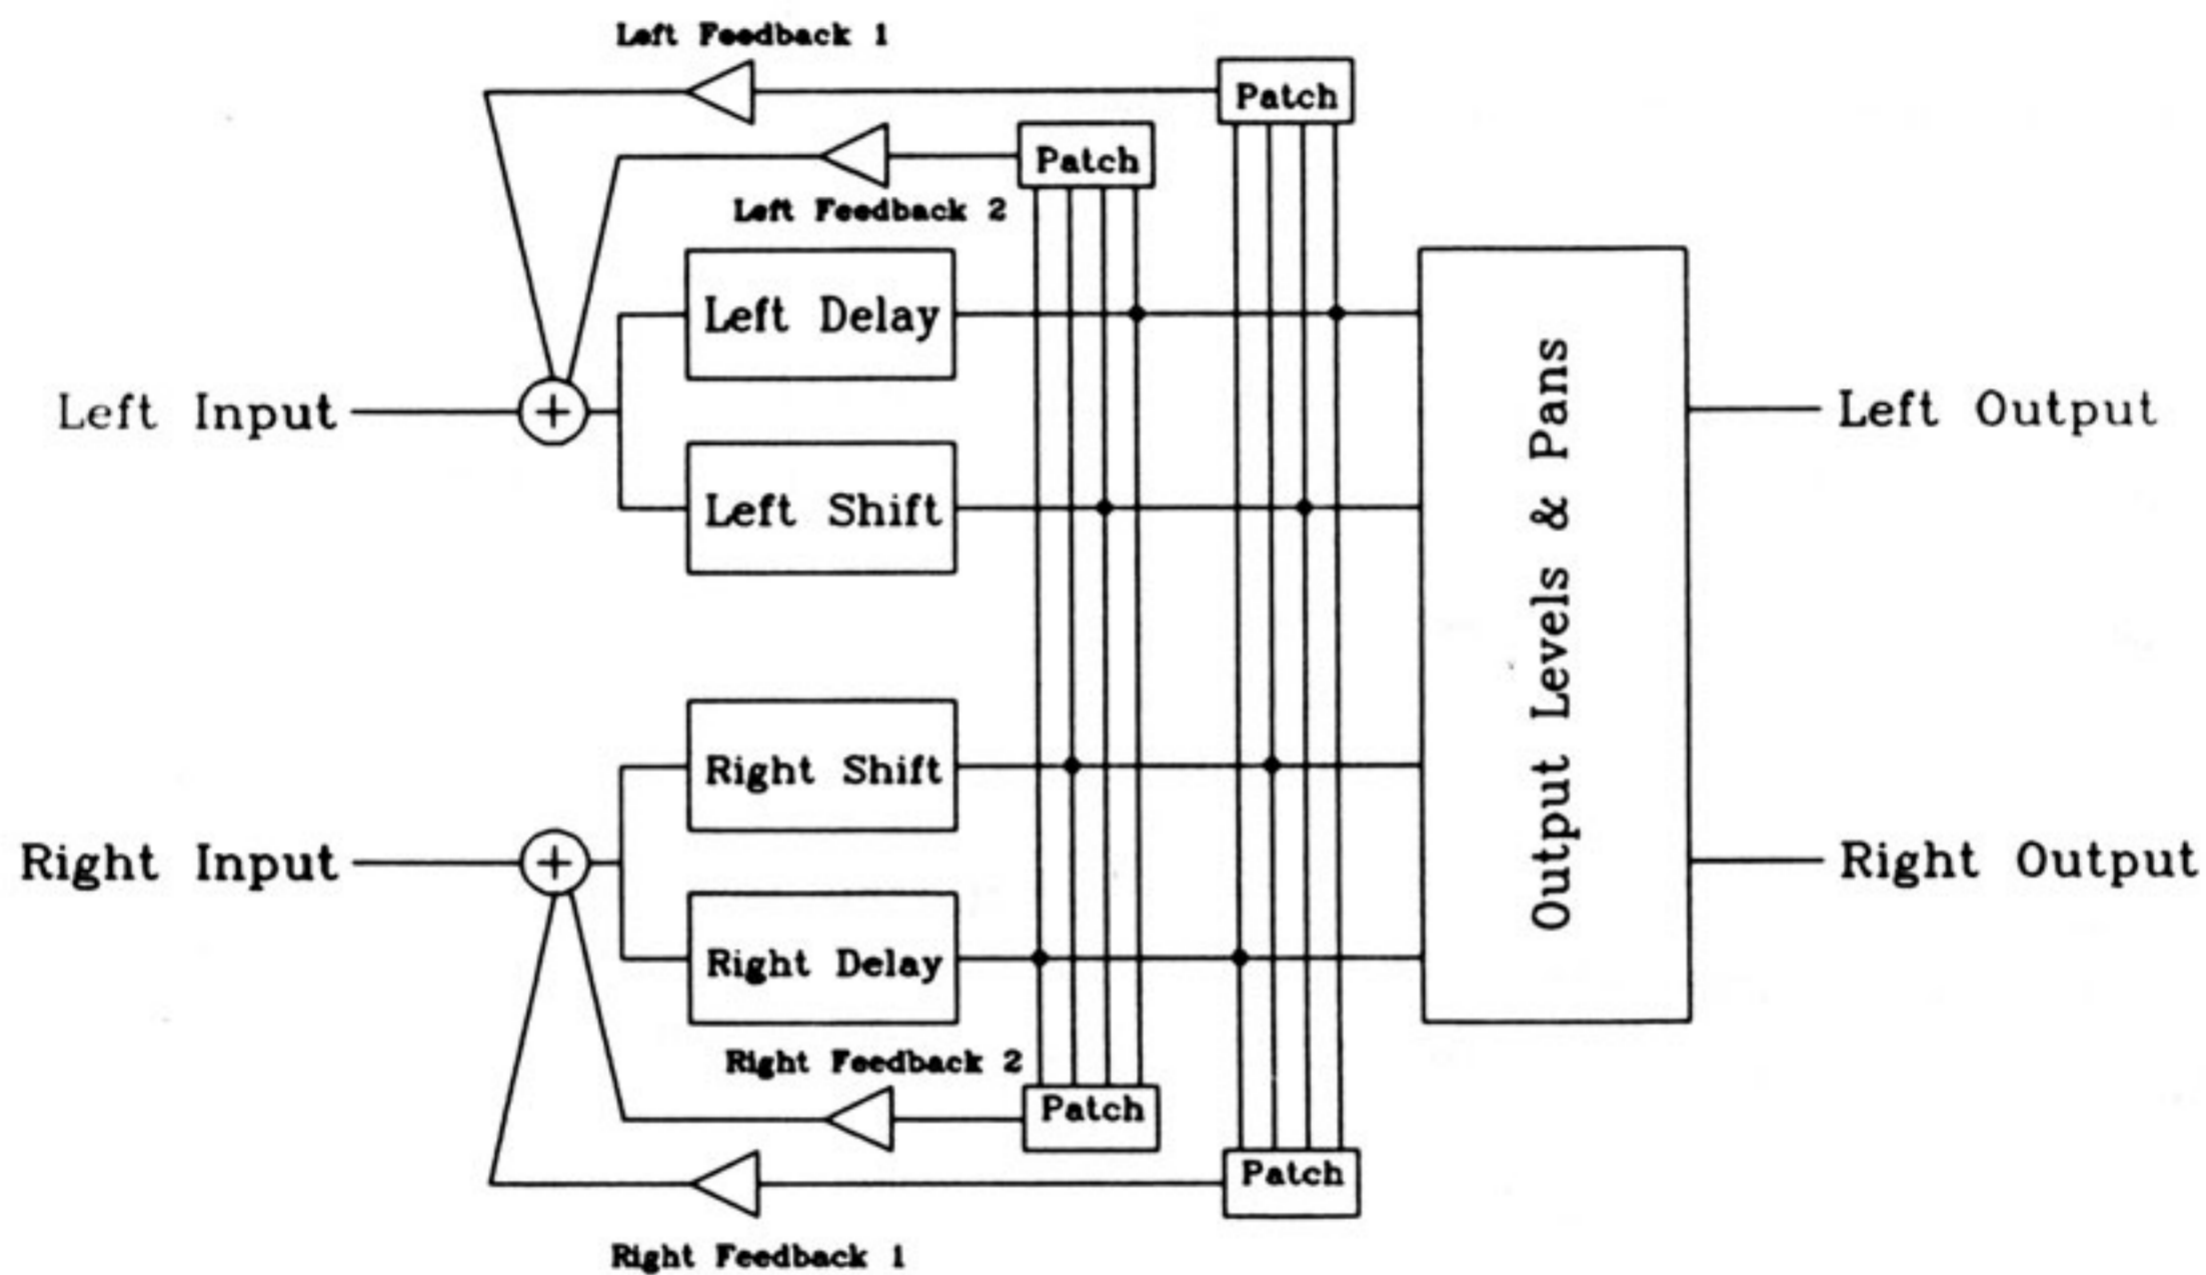 Left Feedback 1
Patch
Patch
Left Feedback 2
Left Delay
Left Input
+
Left Output
Left Shift
Output Levels & Pans
Right Shift
Right Input
+
Right Output
Right Delay
Right Feedback 2
Patch
Patch
Right Feedback 1